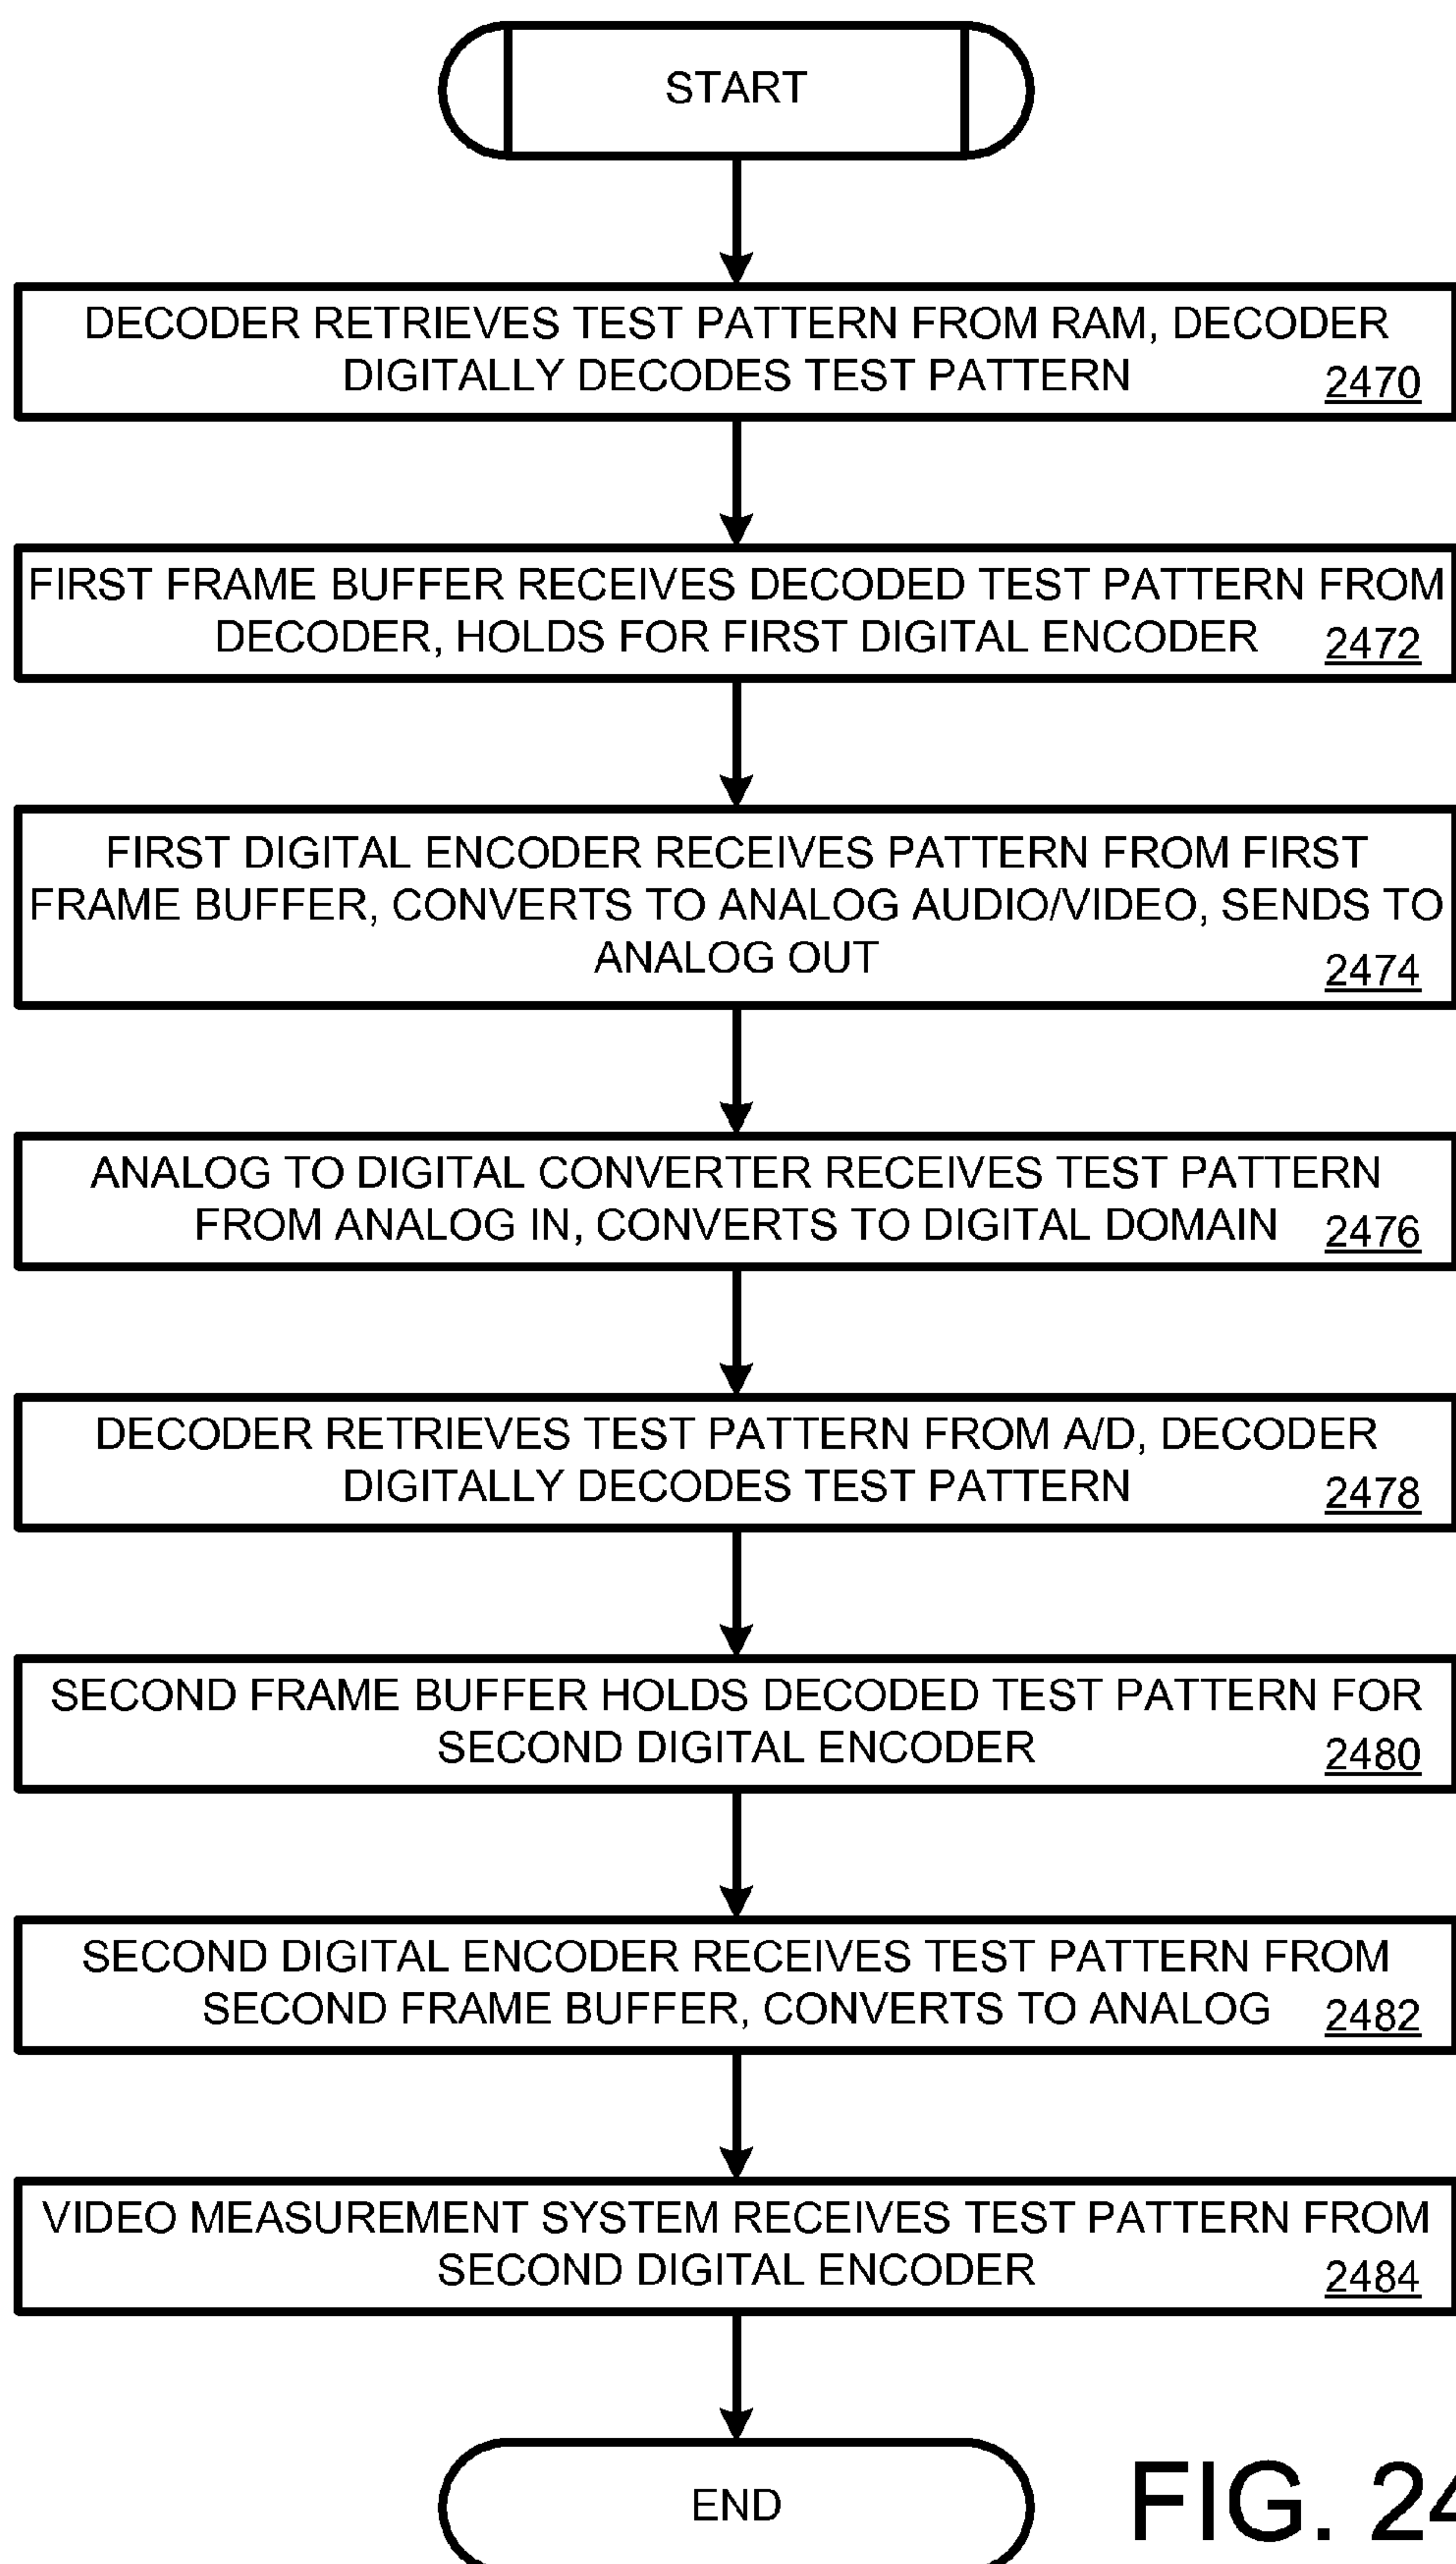 START
DECODER RETRIEVES TEST PATTERN FROM RAM, DECODER
DIGITALLY DECODES TEST PATTERN 2470
FIRST FRAME BUFFER RECEIVES DECODED TEST PATTERN FROM
DECODER, HOLDS FOR FIRST DIGITAL ENCODER 2472
FIRST DIGITAL ENCODER RECEIVES PATTERN FROM FIRST
FRAME BUFFER, CONVERTS TO ANALOG AUDIO/VIDEO, SENDS TO
ANALOG OUT 2474
ANALOG TO DIGITAL CONVERTER RECEIVES TEST PATTERN
FROM ANALOG IN, CONVERTS TO DIGITAL DOMAIN 2476
DECODER RETRIEVES TEST PATTERN FROM A/D, DECODER
DIGITALLY DECODES TEST PATTERN 2478
SECOND FRAME BUFFER HOLDS DECODED TEST PATTERN FOR
SECOND DIGITAL ENCODER 2480
SECOND DIGITAL ENCODER RECEIVES TEST PATTERN FROM
SECOND FRAME BUFFER, CONVERTS TO ANALOG 2482
VIDEO MEASUREMENT SYSTEM RECEIVES TEST PATTERN FROM
SECOND DIGITAL ENCODER 2484
END
FIG. 24